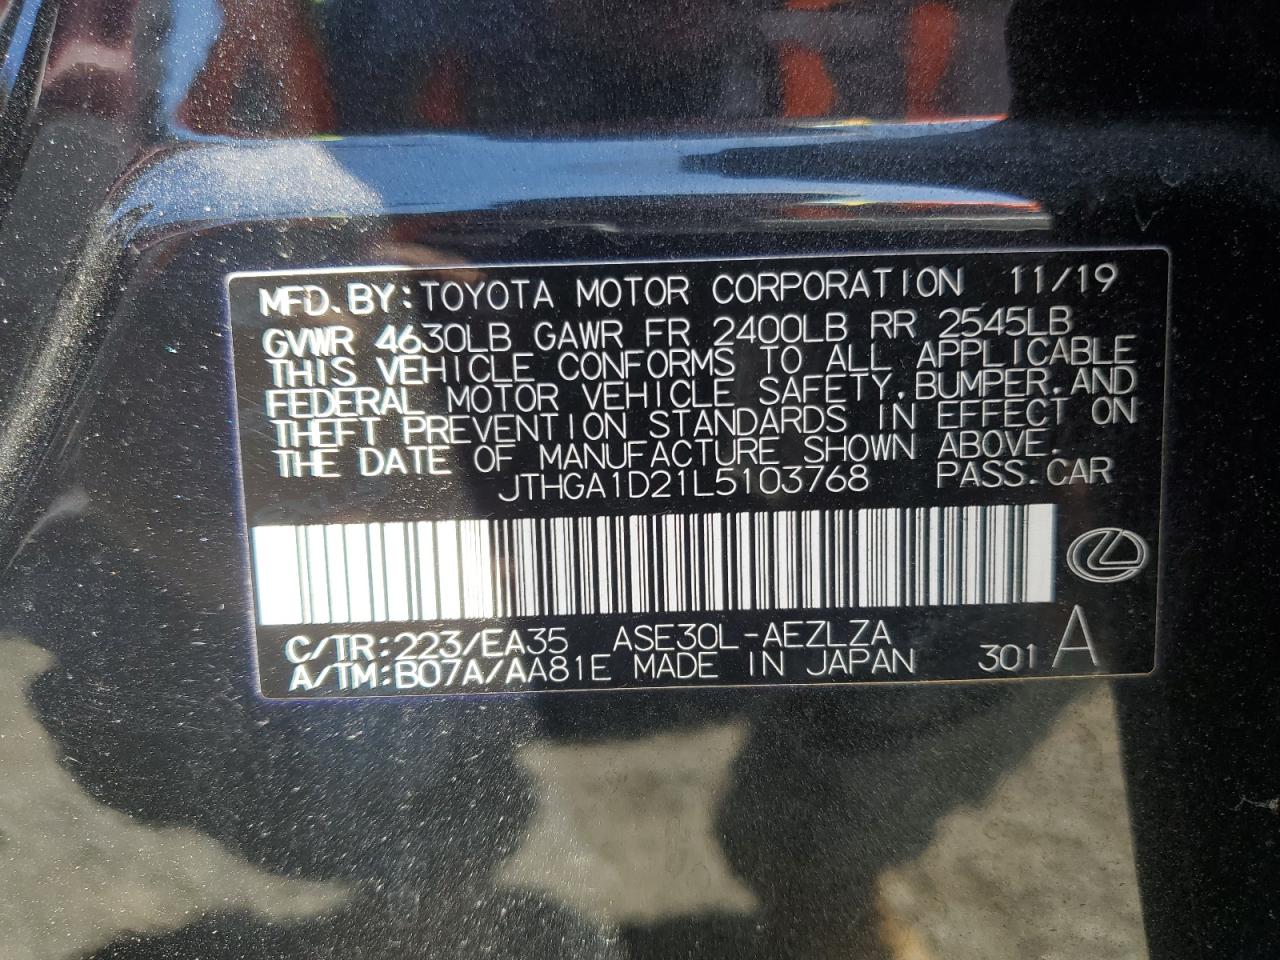 MFD.BY:TOYOTA MOTOR CORPORATION 11/19
GVWR 4630LB GAWR FR 2400LB RR 2545LB
THIS VEHICLE CONFORMS TO ALL APPLICABLE
FEDERAL MOTOR VEHICLE SAFETY,BUMPER,AND
THEFT PREVENTION STANDARDS IN EFFECT ON
THE DATE OF MANUFACTURE SHOWN ABOVE.
JTHGA1D21L5103768 PASS.CAR
C/TR:223/EA35 ASE30L-AEZLZA
A/TM:B07A/AA81E MADE IN JAPAN 301 A